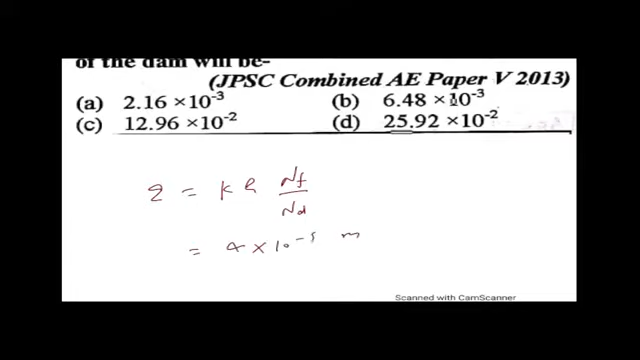 of the dam will be-
(JPSC Combined AE Paper V 2013)
(a) 2.16 ×10⁻³ (b) 6.48 ×10⁻³
(c) 12.96 ×10⁻² (d) 25.92 ×10⁻²
q = k h Nf/Nd
= 4 × 10⁻⁵ m
Scanned with CamScanner